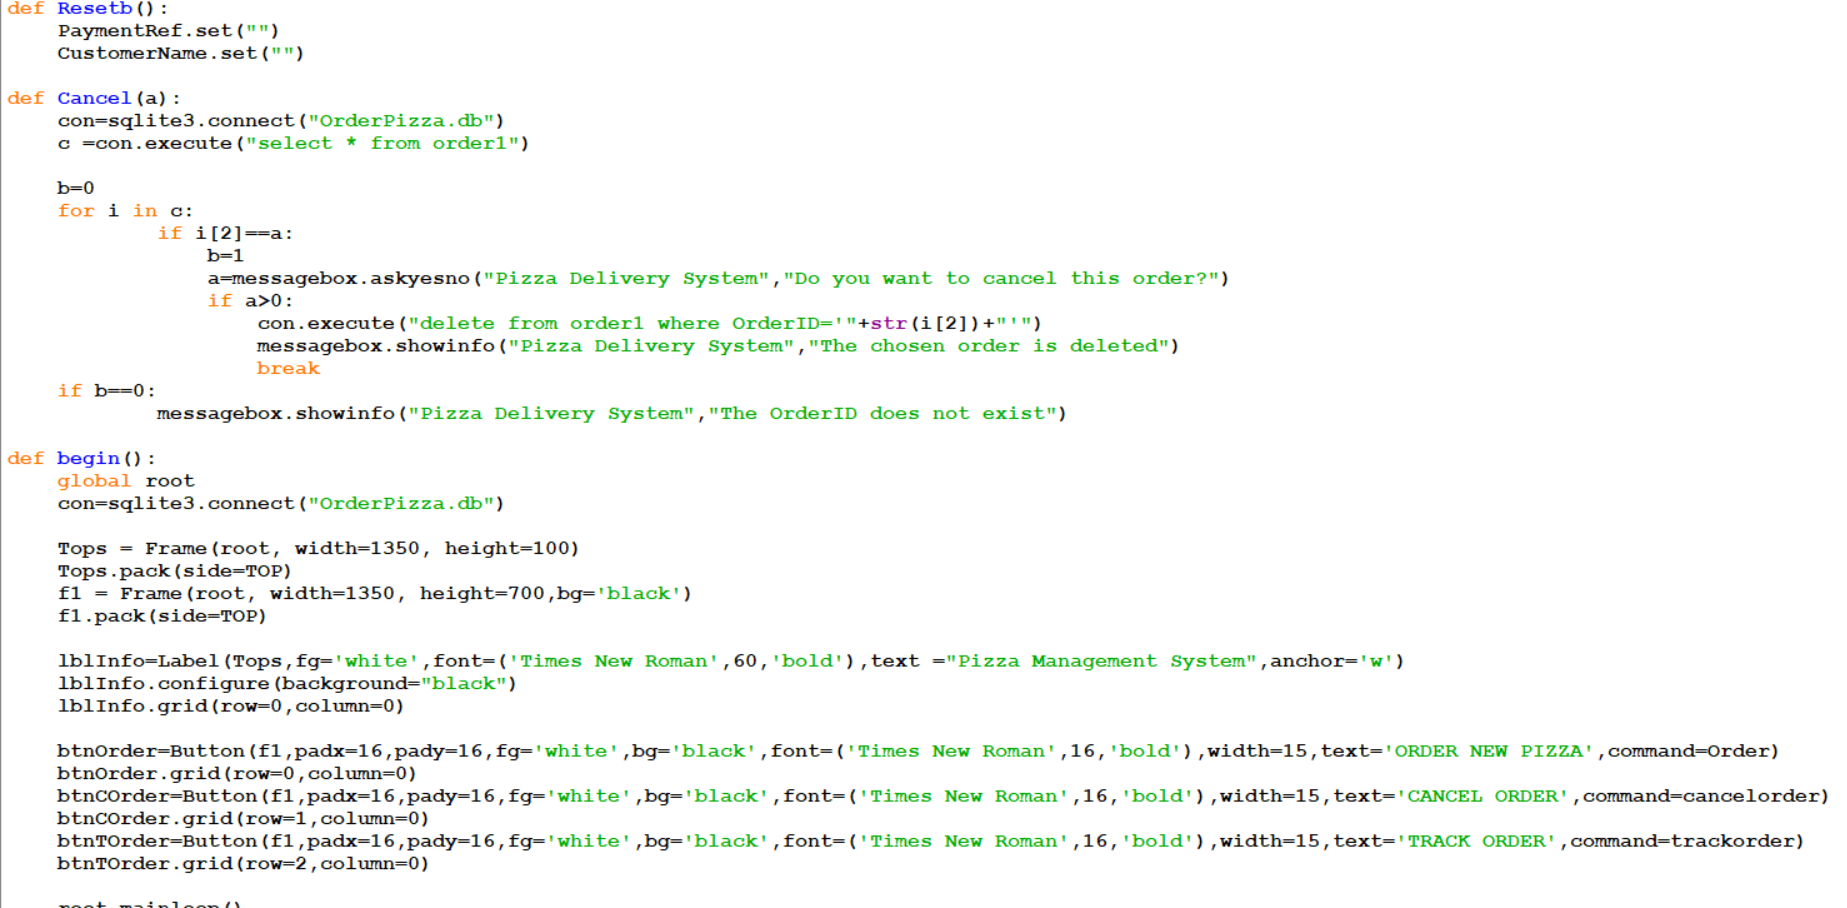 def Resetb():
    PaymentRef.set("")
    CustomerName.set("")

def Cancel(a):
    con=sqlite3.connect("OrderPizza.db")
    c =con.execute("select * from order1")

    b=0
    for i in c:
            if i[2]==a:
                b=1
                a=messagebox.askyesno("Pizza Delivery System","Do you want to cancel this order?")
                if a>0:
                    con.execute("delete from order1 where OrderID='"+str(i[2])+"'")
                    messagebox.showinfo("Pizza Delivery System","The chosen order is deleted")
                    break
    if b==0:
            messagebox.showinfo("Pizza Delivery System","The OrderID does not exist")

def begin():
    global root
    con=sqlite3.connect("OrderPizza.db")

    Tops = Frame(root, width=1350, height=100)
    Tops.pack(side=TOP)
    f1 = Frame(root, width=1350, height=700,bg='black')
    f1.pack(side=TOP)

    lblInfo=Label(Tops,fg='white',font=('Times New Roman',60,'bold'),text ="Pizza Management System",anchor='w')
    lblInfo.configure(background="black")
    lblInfo.grid(row=0,column=0)

    btnOrder=Button(f1,padx=16,pady=16,fg='white',bg='black',font=('Times New Roman',16,'bold'),width=15,text='ORDER NEW PIZZA',command=Order)
    btnOrder.grid(row=0,column=0)
    btnCOrder=Button(f1,padx=16,pady=16,fg='white',bg='black',font=('Times New Roman',16,'bold'),width=15,text='CANCEL ORDER',command=cancelorder)
    btnCOrder.grid(row=1,column=0)
    btnTOrder=Button(f1,padx=16,pady=16,fg='white',bg='black',font=('Times New Roman',16,'bold'),width=15,text='TRACK ORDER',command=trackorder)
    btnTOrder.grid(row=2,column=0)

    root.mainloop()